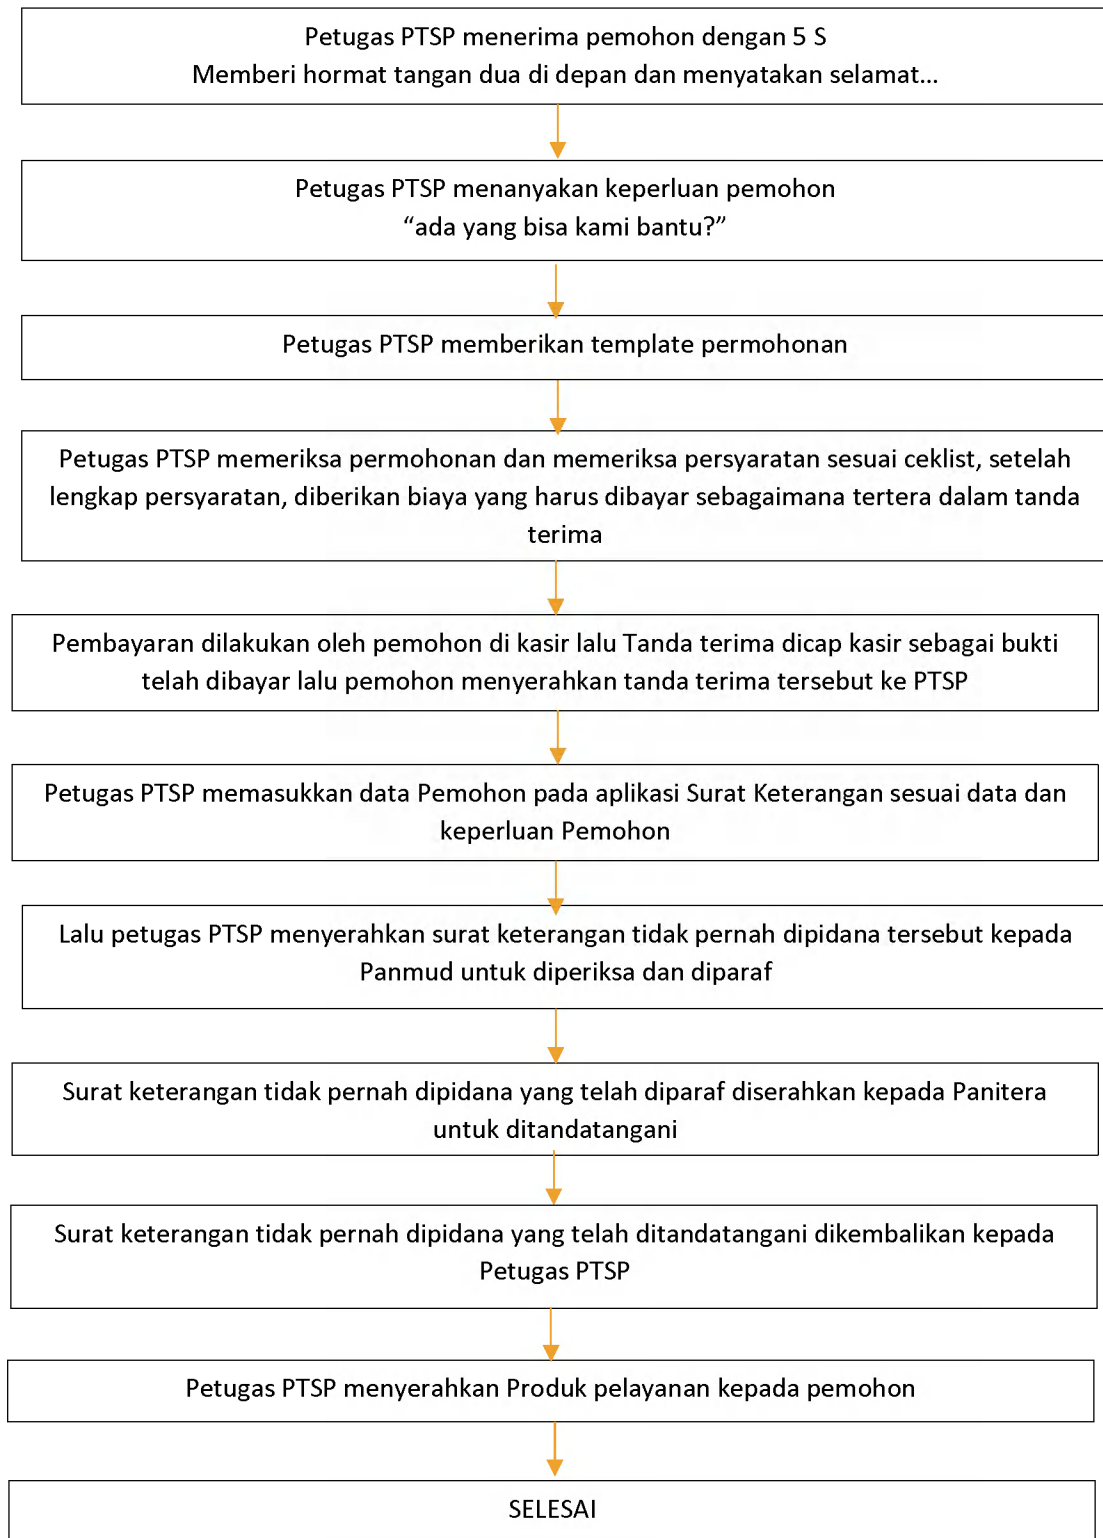 Petugas PTSP menerima pemohon dengan 5 S
Memberi hormat tangan dua di depan dan menyatakan selamat...
Petugas PTSP menanyakan keperluan pemohon
“ada yang bisa kami bantu?”
Petugas PTSP memberikan template permohonan
Petugas PTSP memeriksa permohonan dan memeriksa persyaratan sesuai ceklist, setelah
lengkap persyaratan, diberikan biaya yang harus dibayar sebagaimana tertera dalam tanda
terima
Pembayaran dilakukan oleh pemohon di kasir lalu Tanda terima dicap kasir sebagai bukti
telah dibayar lalu pemohon menyerahkan tanda terima tersebut ke PTSP
Petugas PTSP memasukkan data Pemohon pada aplikasi Surat Keterangan sesuai data dan
keperluan Pemohon
Lalu petugas PTSP menyerahkan surat keterangan tidak pernah dipidana tersebut kepada
Panmud untuk diperiksa dan diparaf
Surat keterangan tidak pernah dipidana yang telah diparaf diserahkan kepada Panitera
untuk ditandatangani
Surat keterangan tidak pernah dipidana yang telah ditandatangani dikembalikan kepada
Petugas PTSP
Petugas PTSP menyerahkan Produk pelayanan kepada pemohon
SELESAI